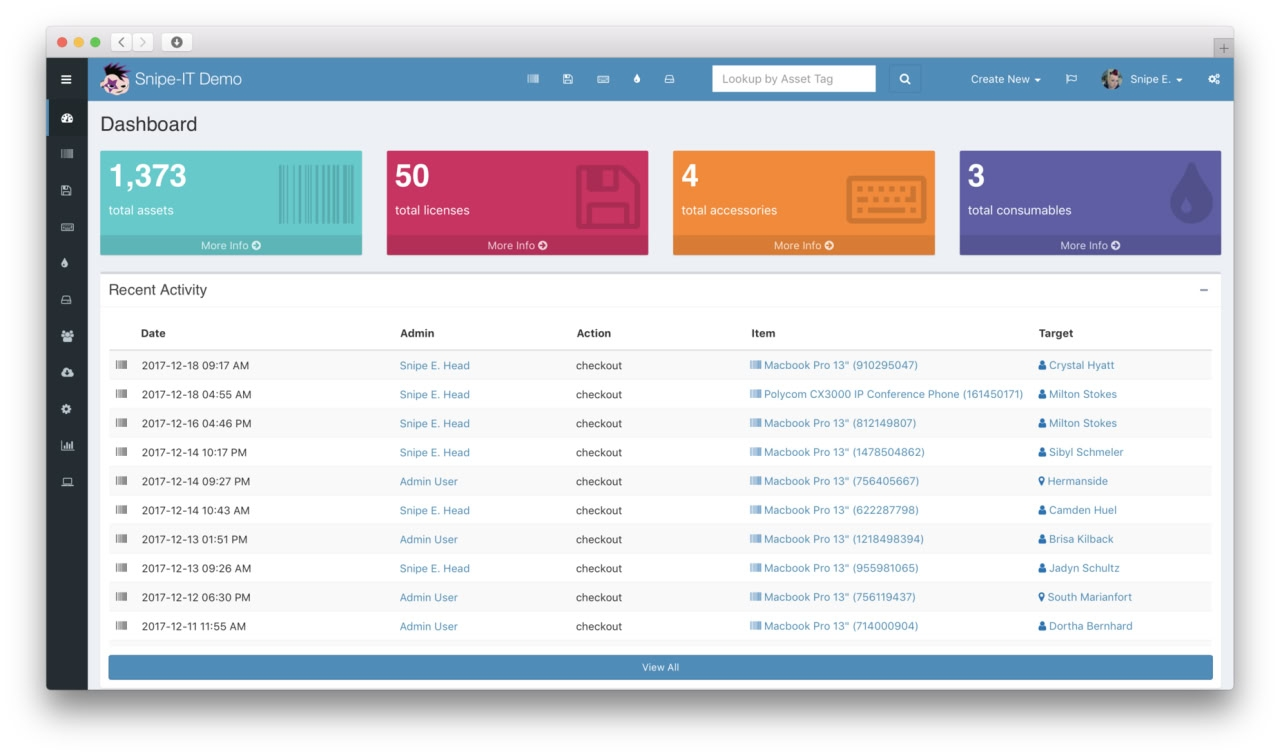 Snipe-IT Demo Lookup by Asset Tag Create New Snipe E.
Dashboard
1,373 50 4 3
total assets total licenses total accessories total consumables
More Info More Info More Info More Info
Recent Activity
Date Admin Action Item Target
2017-12-18 09:17 AM Snipe E. Head checkout Macbook Pro 13" (910295047) Crystal Hyatt
2017-12-18 04:55 AM Snipe E. Head checkout Polycom CX3000 IP Conference Phone (161450171) Milton Stokes
2017-12-16 04:46 PM Snipe E. Head checkout Macbook Pro 13" (812149807) Milton Stokes
2017-12-14 10:17 PM Snipe E. Head checkout Macbook Pro 13" (1478504862) Sibyl Schmeler
2017-12-14 09:27 PM Admin User checkout Macbook Pro 13" (756405667) Hermanside
2017-12-14 10:43 AM Snipe E. Head checkout Macbook Pro 13" (622287798) Camden Huel
2017-12-13 01:51 PM Admin User checkout Macbook Pro 13" (1218498394) Brisa Kilback
2017-12-13 09:26 AM Snipe E. Head checkout Macbook Pro 13" (955981065) Jadyn Schultz
2017-12-12 06:30 PM Admin User checkout Macbook Pro 13" (756119437) South Marianfort
2017-12-11 11:55 AM Admin User checkout Macbook Pro 13" (714000904) Dortha Bernhard
View All